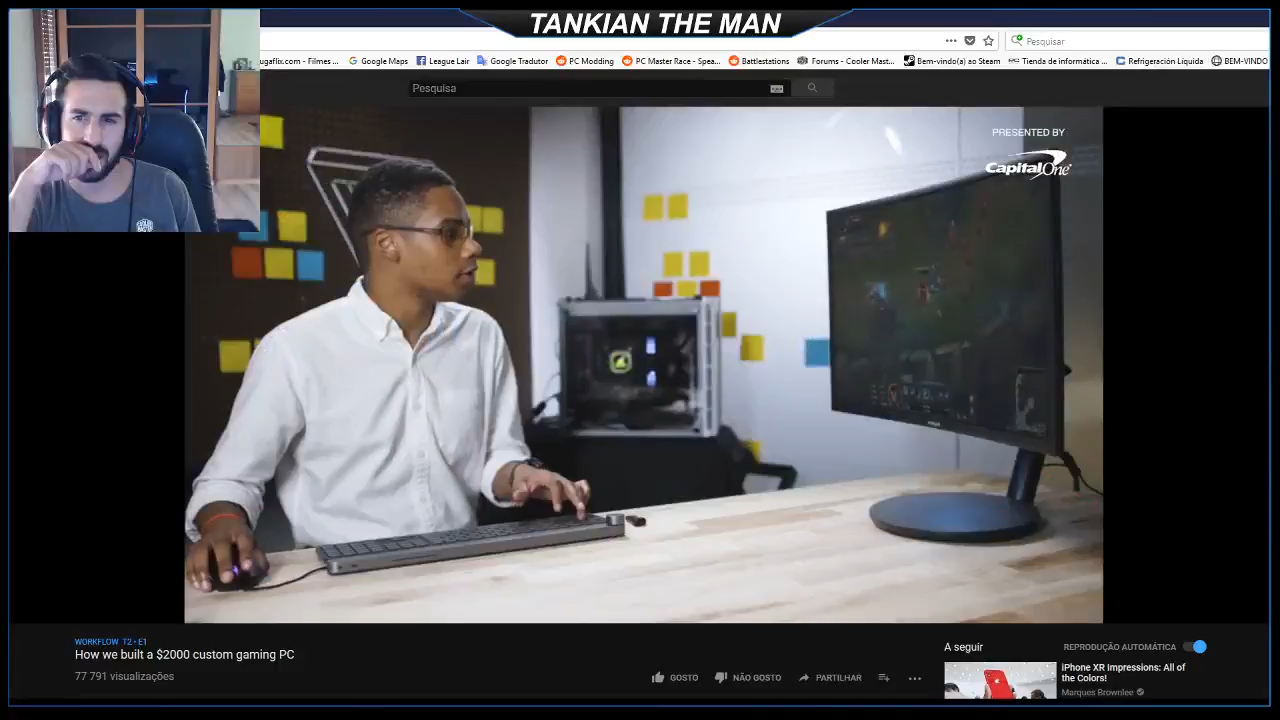 TANKIAN THE MAN
Pesquisar
ugaflix.com - Filmes ...
Google Maps
League Lair
Google Tradutor
PC Modding
PC Master Race - Spea...
Battlestations
Forums - Cooler Mast...
Bem-vindo(a) ao Steam
Tienda de informática ...
Refrigeración Líquida
BEM-VINDO
Pesquisa
PRESENTED BY
CapitalOne
WORKFLOW T2 • E1
How we built a $2000 custom gaming PC
77 791 visualizações
GOSTO
NÃO GOSTO
PARTILHAR
A seguir
REPRODUÇÃO AUTOMÁTICA
iPhone XR Impressions: All of
the Colors!
Marques Brownlee